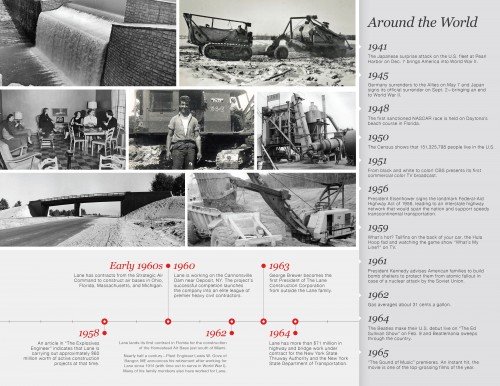 Around the World
1941
The Japanese surprise attack on the U.S. fleet at Pearl
Harbor on Dec. 7 brings America into World War II.
1945
Germany surrenders to the Allies on May 7 and Japan
signs its official surrender on Sept. 2, bringing an end
to World War II.
1948
The first sanctioned NASCAR race is held on Daytona's
beach course in Florida.
1950
The Census shows that 151,325,798 people live in the U.S.
1951
From black and white to color! CBS presents its first
commercial color TV broadcast.
1956
President Eisenhower signs the landmark Federal-Aid
Highway Act of 1956, leading to an interstate highway
network that would span the nation and support speedy
transcontinental transportation.
1959
What's hot? Tailfins on the back of your car, the Hula
Hoop fad and watching the game show "What's My
Line?" on TV.
1961
President Kennedy advises American families to build
bomb shelters to protect them from atomic fallout in
case of a nuclear attack by the Soviet Union.
1962
Gas averages about 31 cents a gallon.
1964
The Beatles make their U.S. debut live on "The Ed
Sullivan Show" on Feb. 9 and Beatlemania sweeps
through the country.
1965
"The Sound of Music" premieres. An instant hit, the
movie is one of the top-grossing films of the year.
Early 1960s
Lane has contracts from the Strategic Air
Command to construct air bases in Ohio,
Florida, Massachusetts, and Michigan.
1960
Lane is working on the Cannonsville
Dam near Deposit, NY. The project's
successful completion launches
the company into an elite league of
premier heavy civil contractors.
1963
George Brewer becomes the
first President of The Lane
Construction Corporation
from outside the Lane family.
1958
An article in "The Explosives
Engineer" indicates that Lane is
carrying out approximately $60
million worth of active construction
projects at that time.
1962
Lane lands its first contract in Florida for the construction
of the Homestead Air Base just south of Miami.
Nearly half a century
1964
Lane has more than $71 million in
highway and bridge work under
contract for the New York State
Thruway Authority and the New York
State Department of Transportation.